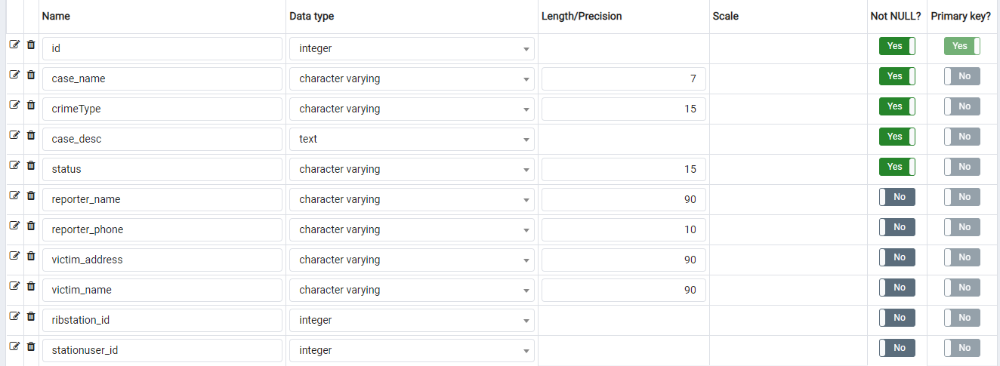 Name Data type Length/Precision Scale Not NULL? Primary key?
id integer Yes Yes
case_name character varying 7 Yes No
crimeType character varying 15 Yes No
case_desc text Yes No
status character varying 15 Yes No
reporter_name character varying 90 No No
reporter_phone character varying 10 No No
victim_address character varying 90 No No
victim_name character varying 90 No No
ribstation_id integer No No
stationuser_id integer No No